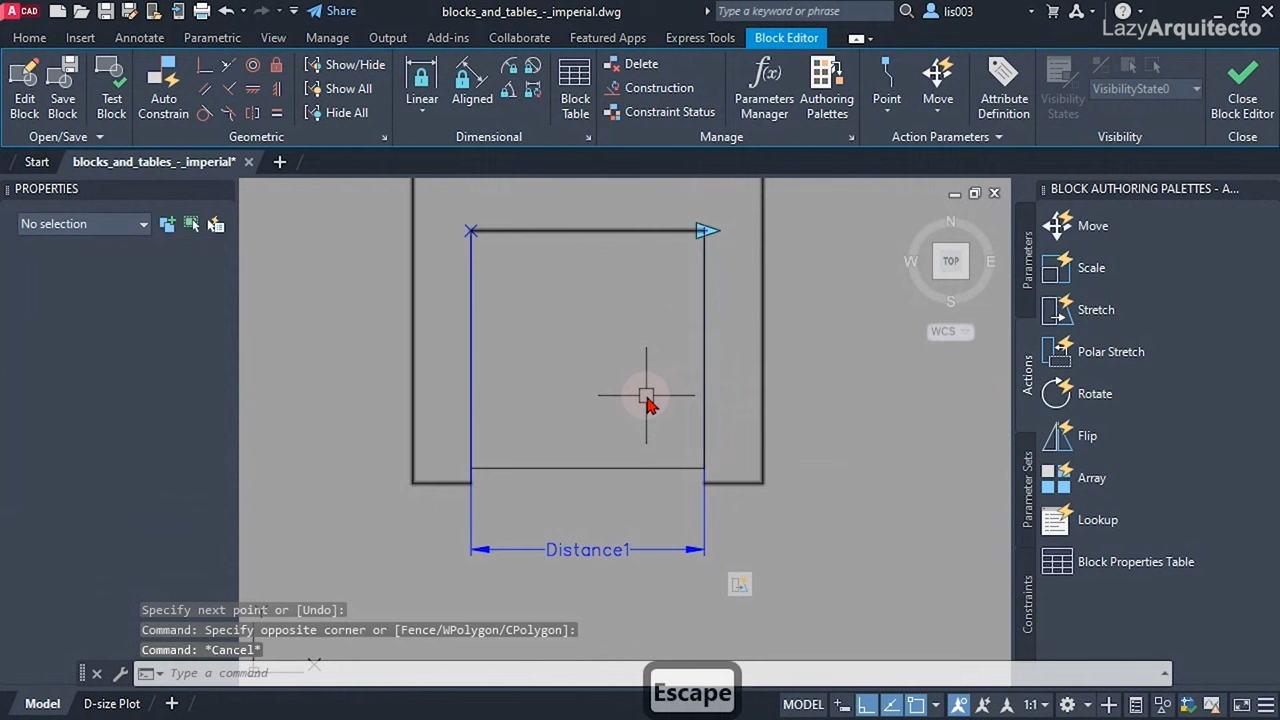 A CAD
Share
blocks_and_tables_-_imperial.dwg
Type a keyword or phrase
lis003
LazyArquitecto
Home
Insert
Annotate
Parametric
View
Manage
Output
Add-ins
Collaborate
Featured Apps
Express Tools
Block Editor
Edit
Block
Save
Block
Test
Block
Auto
Constrain
Show/Hide
Show All
Hide All
Linear
Aligned
Block
Table
Delete
Construction
Constraint Status
f(x)
Parameters
Manager
Authoring
Palettes
Point
Move
Attribute
Definition
Visibility
States
VisibilityState0
Close
Block Editor
Open/Save
Geometric
Dimensional
Manage
Action Parameters
Visibility
Close
Start
blocks_and_tables_-_imperial*
PROPERTIES
No selection
N
W
TOP
E
S
WCS
Distance1
BLOCK AUTHORING PALETTES - A...
Parameters
Actions
Parameter Sets
Constraints
Move
Scale
Stretch
Polar Stretch
Rotate
Flip
Array
Lookup
Block Properties Table
Specify next point or [Undo]:
Command: Specify opposite corner or [Fence/WPolygon/CPolygon]:
Command: *Cancel*
Type a command
Escape
Model
D-size Plot
MODEL
1:1